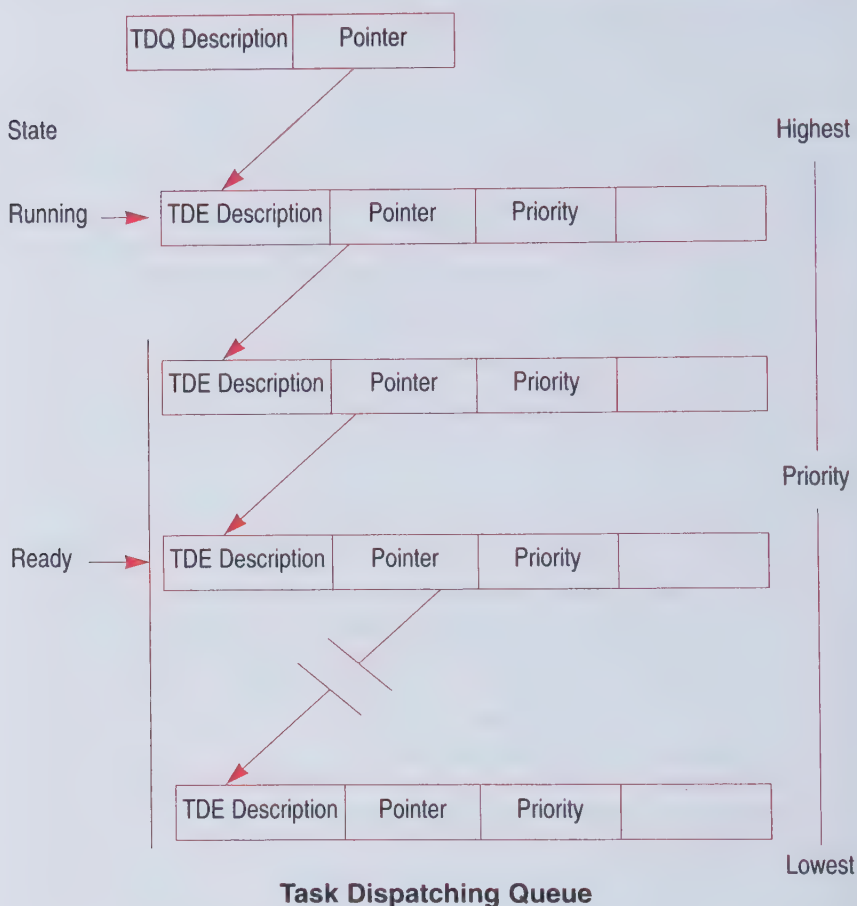 TDQ Description Pointer
State
Highest
Running
TDE Description Pointer Priority
TDE Description Pointer Priority
Priority
Ready
TDE Description Pointer Priority
TDE Description Pointer Priority
Lowest
Task Dispatching Queue